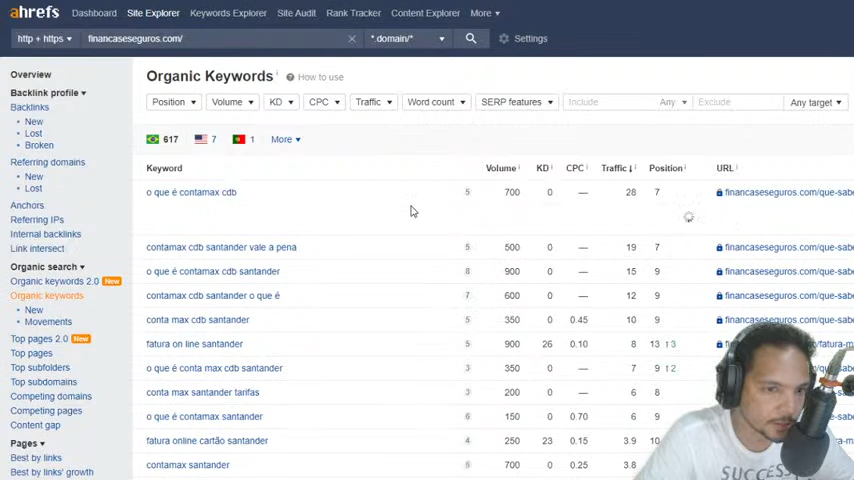 ahrefs Dashboard Site Explorer Keywords Explorer Site Audit Rank Tracker Content Explorer More
http + https financaseseguros.com/ *.domain/* Settings
Overview
Backlink profile
Backlinks
New
Lost
Broken
Referring domains
New
Lost
Anchors
Referring IPs
Internal backlinks
Link intersect
Organic search
Organic keywords 2.0 New
Organic keywords
New
Movements
Top pages 2.0 New
Top pages
Top subfolders
Top subdomains
Competing domains
Competing pages
Content gap
Pages
Best by links
Best by links' growth
Organic Keywords i ? How to use
Position Volume KD CPC Traffic Word count SERP features Include Any Exclude Any target
617 7 1 More
Keyword Volume KD CPC Traffic Position URL
o que é contamax cdb 5 700 0 — 28 7 financaseseguros.com/que-sab
contamax cdb santander vale a pena 5 500 0 — 19 7 financaseseguros.com/que-sab
o que é contamax cdb santander 8 900 0 — 15 9 financaseseguros.com/que-sab
contamax cdb santander o que é 7 600 0 — 12 9 financaseseguros.com/que-sab
conta max cdb santander 5 350 0 0.45 10 9 financaseseguros.com/que-sab
fatura on line santander 5 900 26 0.10 8 13 ↑3
o que é conta max cdb santander 3 350 0 — 7 9 ↑2
conta max santander tarifas 3 200 0 — 6 8
o que é contamax santander 6 150 0 0.70 6 9
fatura online cartão santander 4 250 23 0.15 3.9 10
contamax santander 5 700 0 0.25 3.8
SUCCESS